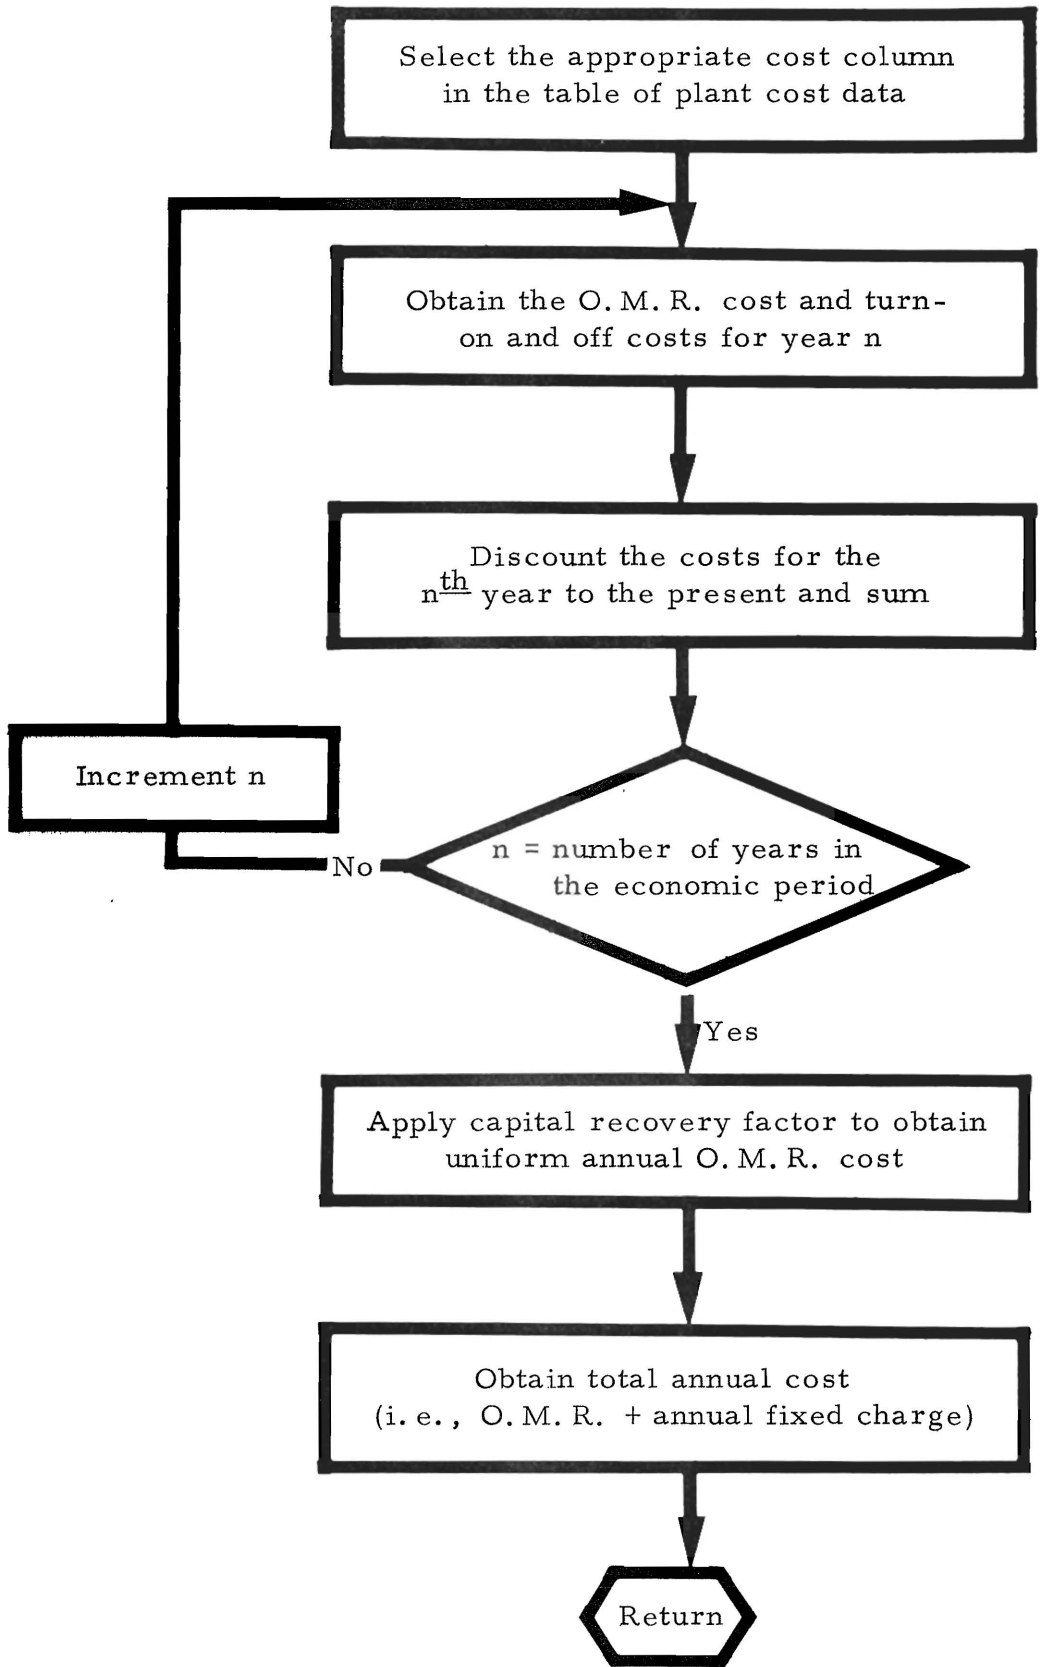 Select the appropriate cost column
in the table of plant cost data
Obtain the O. M. R. cost and turn-
on and off costs for year n
Discount the costs for the
nth year to the present and sum
Increment n
n = number of years in
the economic period
No
Yes
Apply capital recovery factor to obtain
uniform annual O. M. R. cost
Obtain total annual cost
(i. e., O. M. R. + annual fixed charge)
Return